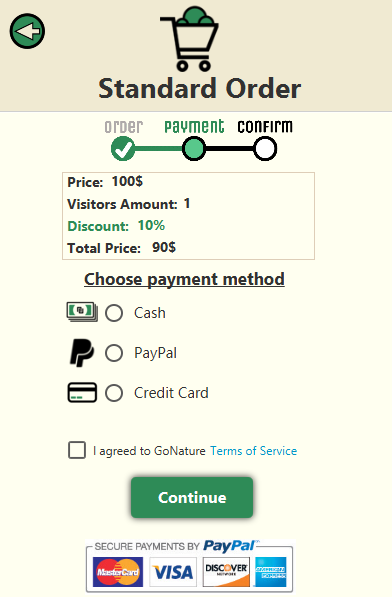 Standard Order
Order Payment Confirm
Price: 100$
Visitors Amount: 1
Discount: 10%
Total Price: 90$
Choose payment method
Cash
PayPal
Credit Card
I agreed to GoNature Terms of Service
Continue
SECURE PAYMENTS BY PayPal
MasterCard VISA DISCOVER AMERICAN EXPRESS
NETWORK